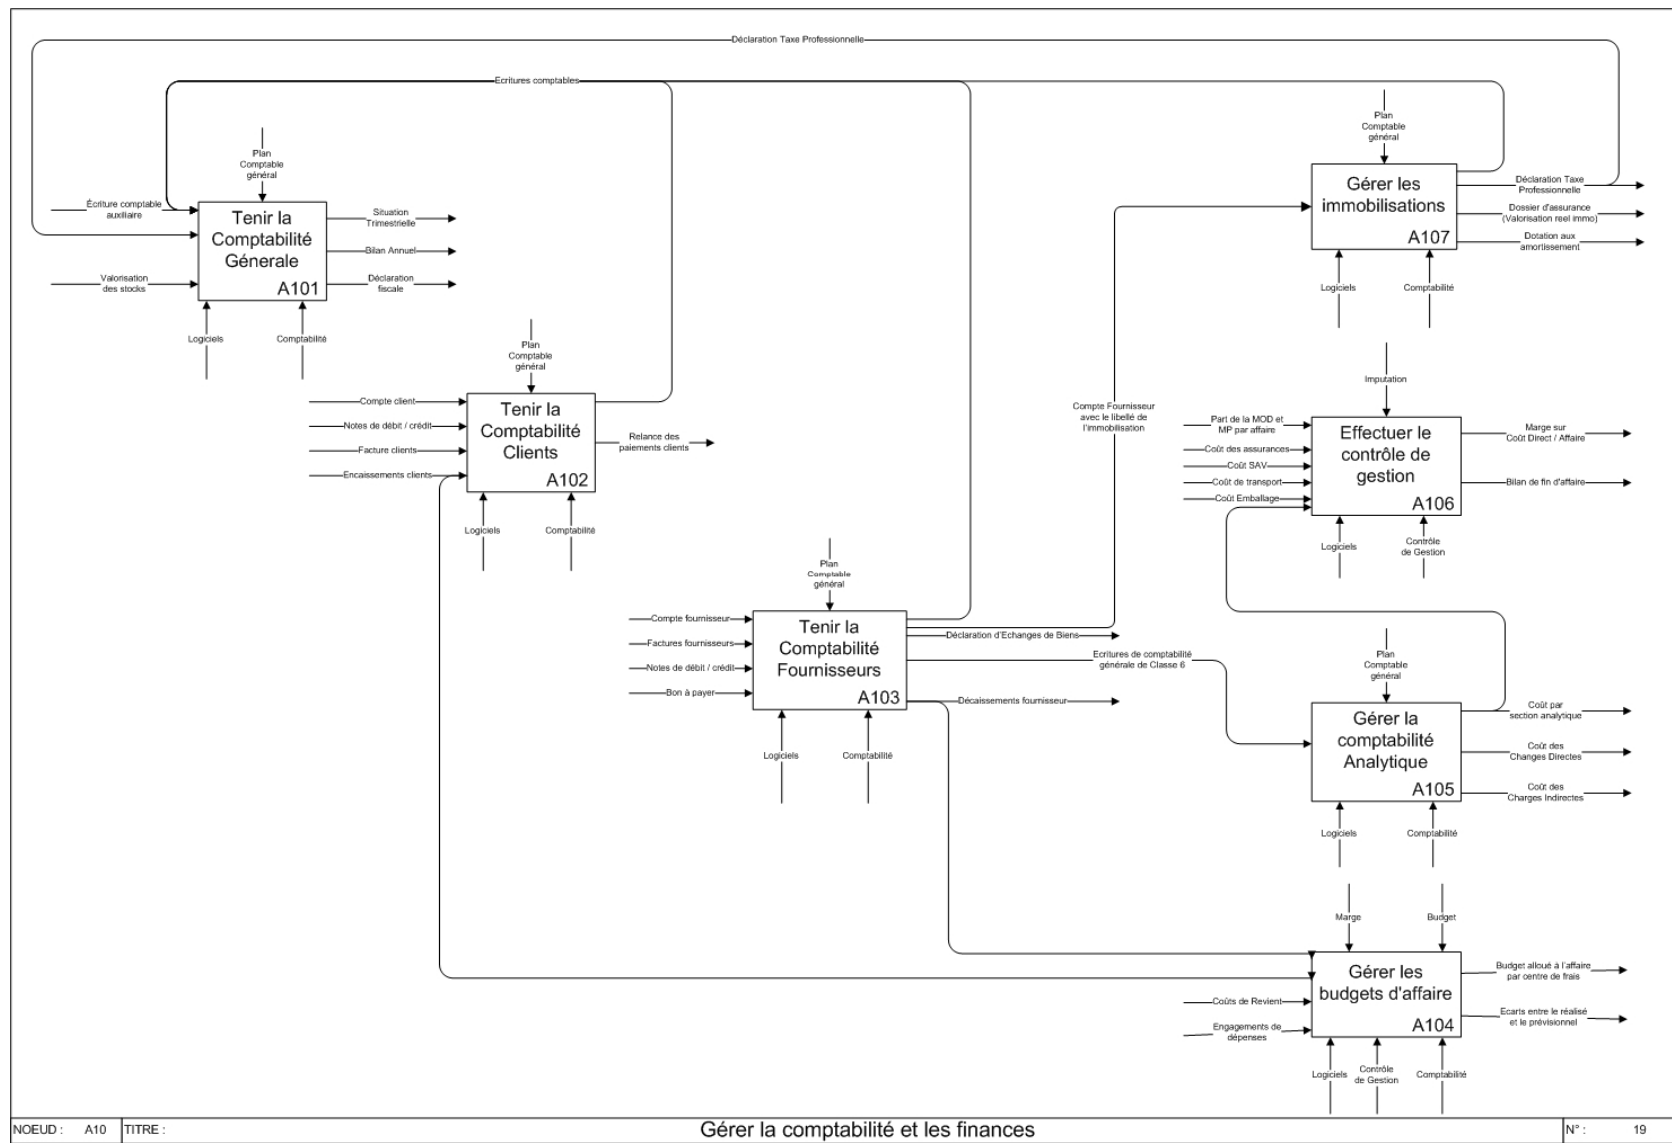 Déclaration Taxe Professionnelle
Ecritures comptables
Plan
Comptable
général
Écriture comptable
auxiliaire
Valorisation
des stocks
Tenir la
Comptabilité
Génerale
A101
Situation
Trimestrielle
Bilan Annuel
Déclaration
fiscale
Logiciels
Comptabilité
Plan
Comptable
général
Compte client
Notes de débit / crédit
Facture clients
Encaissements clients
Tenir la
Comptabilité
Clients
A102
Relance des
paiements clients
Logiciels
Comptabilité
Plan
Comptable
général
Compte fournisseur
Factures fournisseurs
Notes de débit / crédit
Bon à payer
Tenir la
Comptabilité
Fournisseurs
A103
Déclaration d'Echanges de Biens
Ecritures de comptabilité
générale de Classe 6
Décaissements fournisseur
Logiciels
Comptabilité
Compte Fournisseur
avec le libellé de
l'immobilisation
Plan
Comptable
général
Gérer les
immobilisations
A107
Déclaration Taxe
Professionnelle
Dossier d'assurance
(Valorisation reel immo)
Dotation aux
amortissement
Logiciels
Comptabilité
Imputation
Part de la MOD et
MP par affaire
Coût des assurances
Coût SAV
Coût de transport
Coût Emballage
Effectuer le
contrôle de
gestion
A106
Marge sur
Coût Direct / Affaire
Bilan de fin d'affaire
Logiciels
Contrôle
de Gestion
Plan
Comptable
général
Gérer la
comptabilité
Analytique
A105
Coût par
section analytique
Coût des
Changes Directes
Coût des
Charges Indirectes
Logiciels
Comptabilité
Marge
Budget
Coûts de Revient
Engagements de
dépenses
Gérer les
budgets d'affaire
A104
Budget alloué à l'affaire
par centre de frais
Ecarts entre le réalisé
et le prévisionnel
Logiciels
Contrôle
de Gestion
Comptabilité
NOEUD : A10 TITRE : Gérer la comptabilité et les finances N° : 19